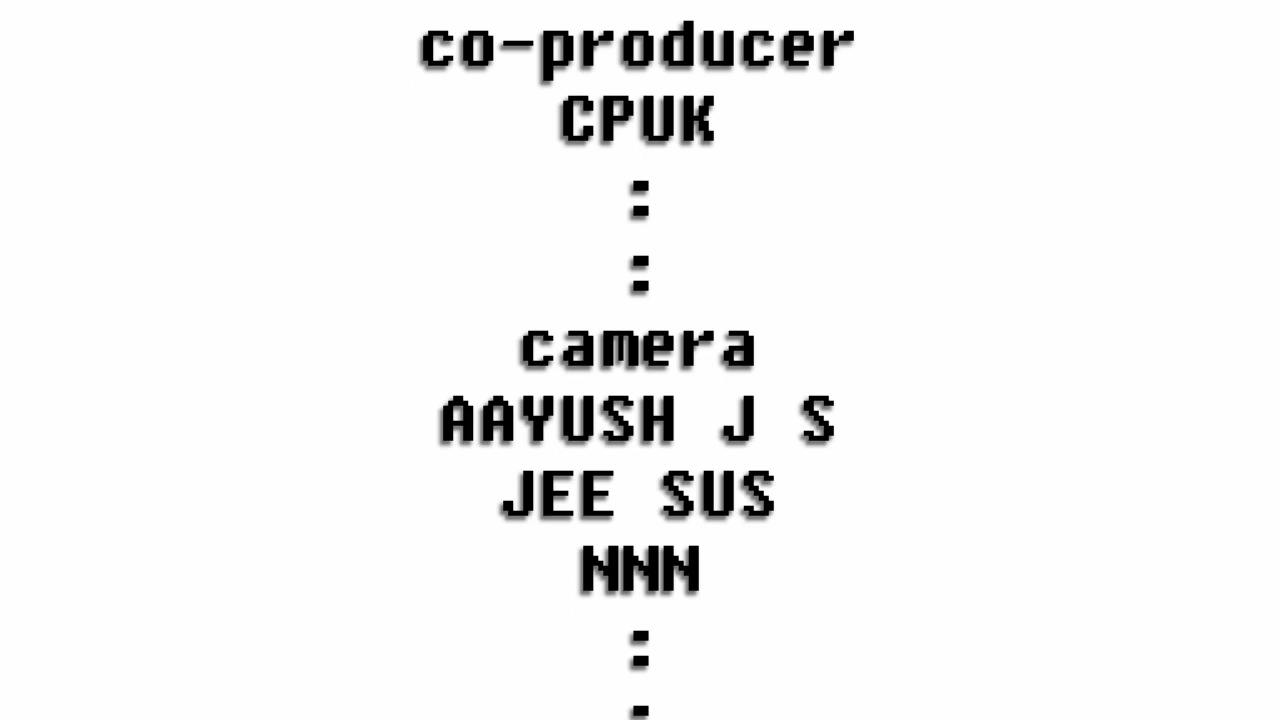 co-producer
CPUK
:
:
camera
AAYUSH J S
JEE SUS
NNN
: